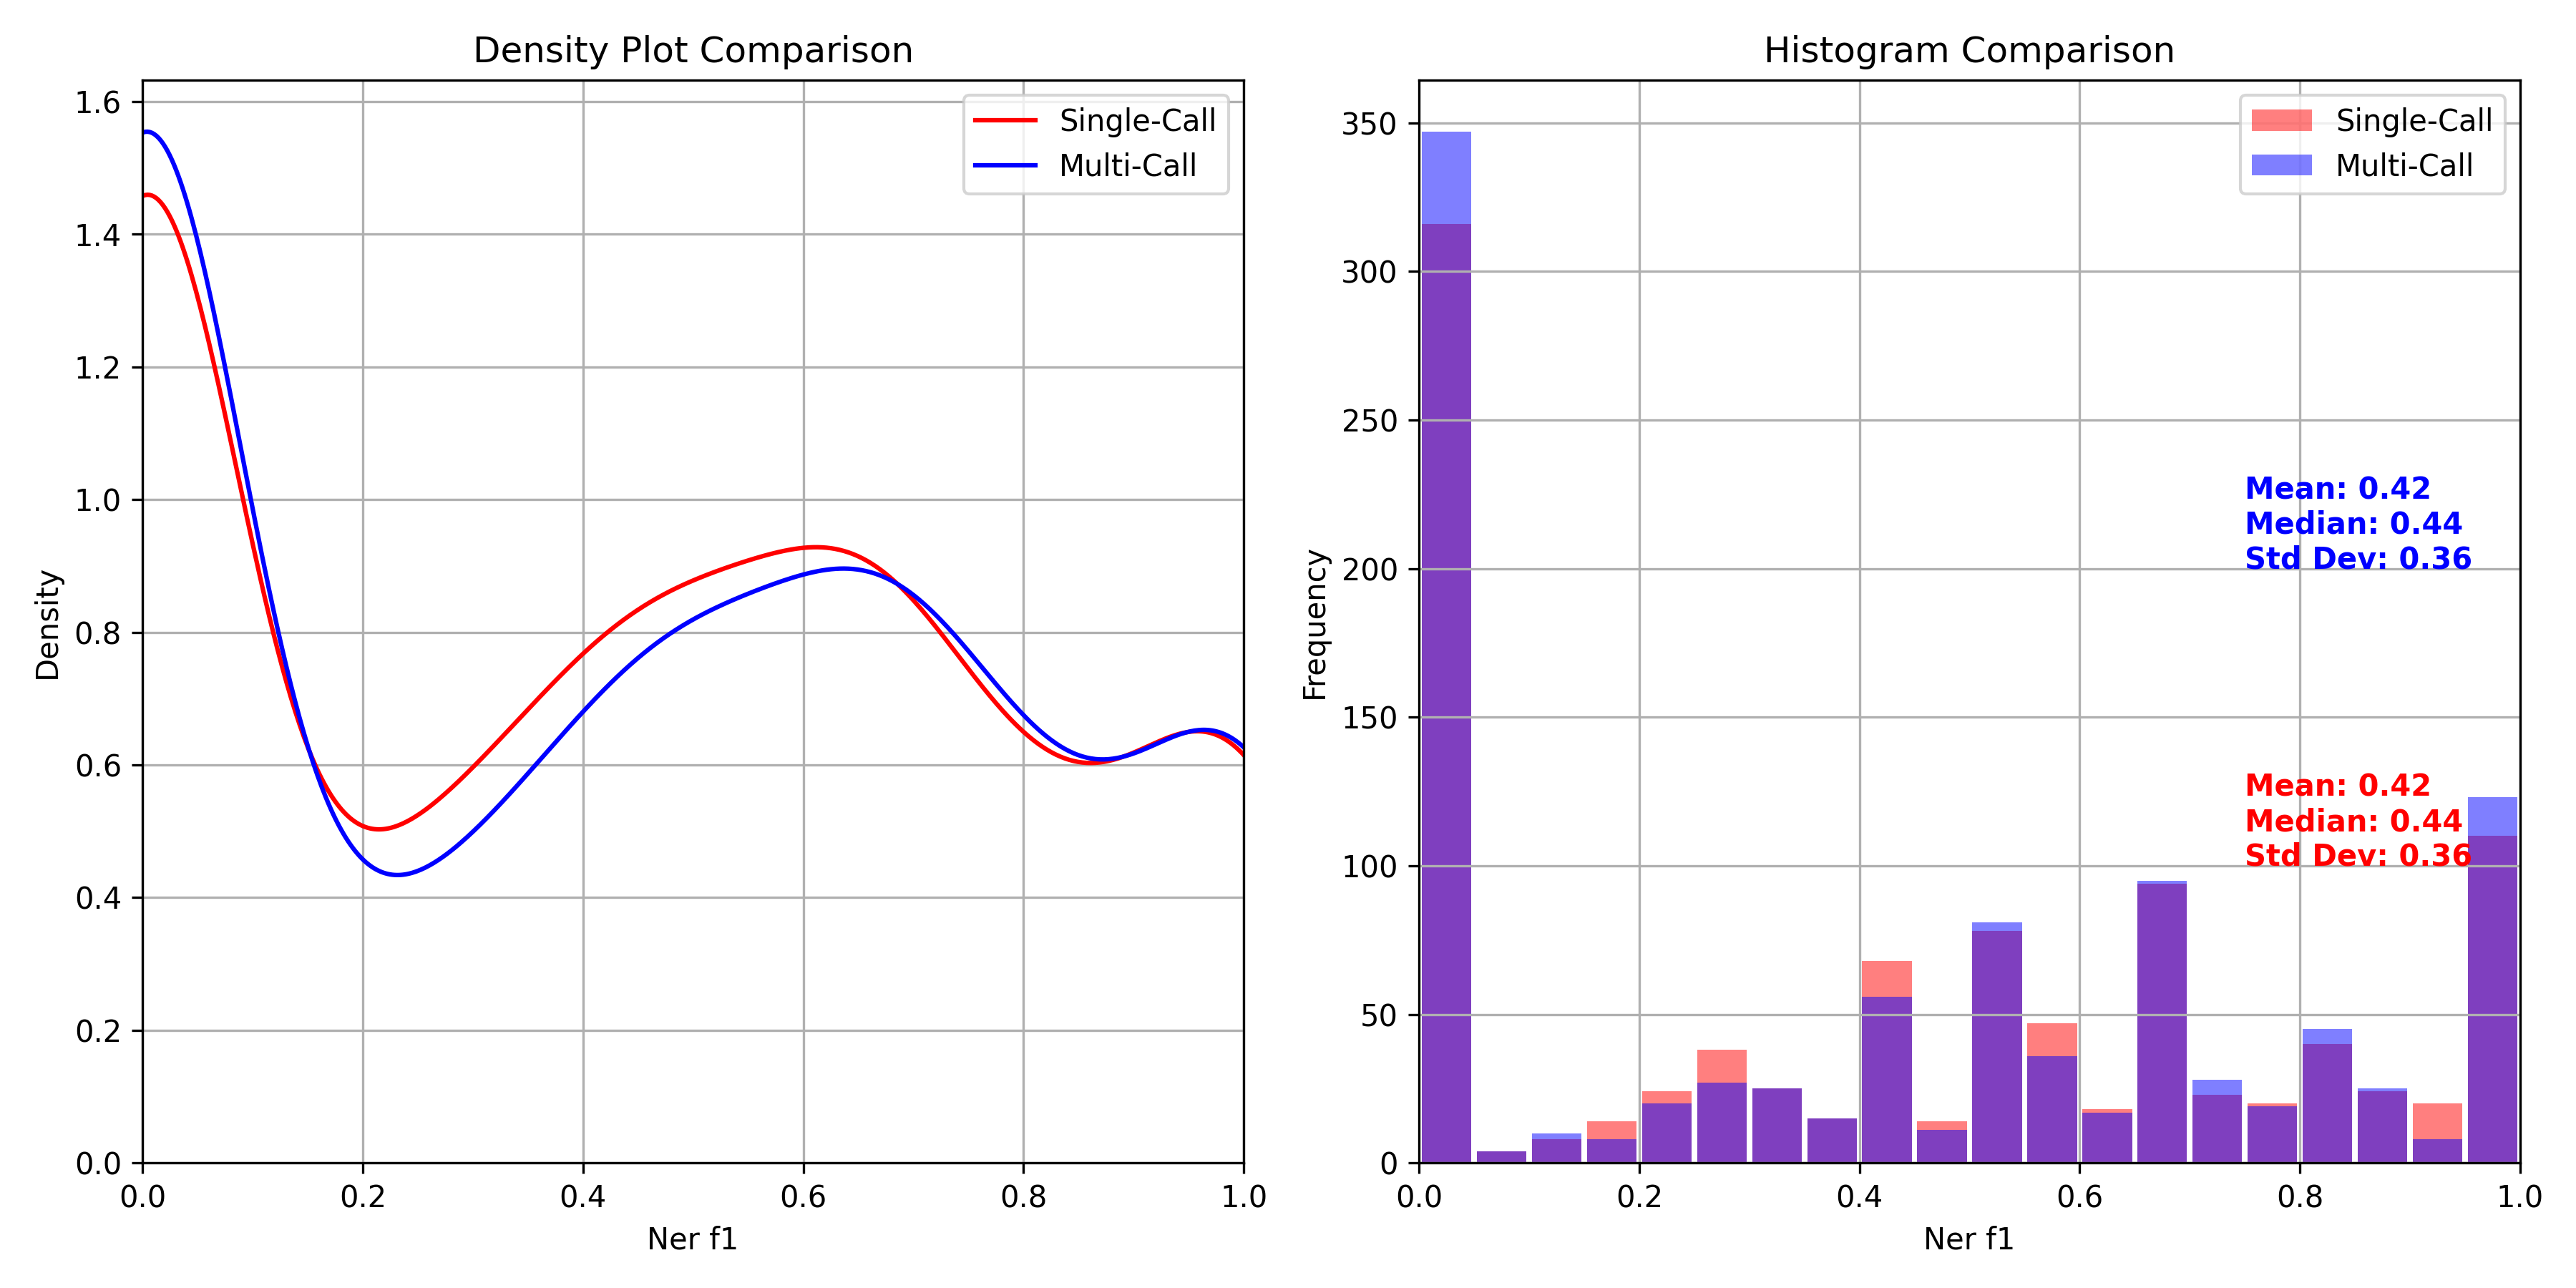 Density Plot Comparison
1.6
1.4
1.2
1.0
0.8
0.6
0.4
0.2
0.0
Density
0.0 0.2 0.4 0.6 0.8 1.0
Ner f1
Single-Call
Multi-Call
Histogram Comparison
350
300
250
200
150
100
50
0
Frequency
0.0 0.2 0.4 0.6 0.8 1.0
Ner f1
Single-Call
Multi-Call
Mean: 0.42
Median: 0.44
Std Dev: 0.36
Mean: 0.42
Median: 0.44
Std Dev: 0.36